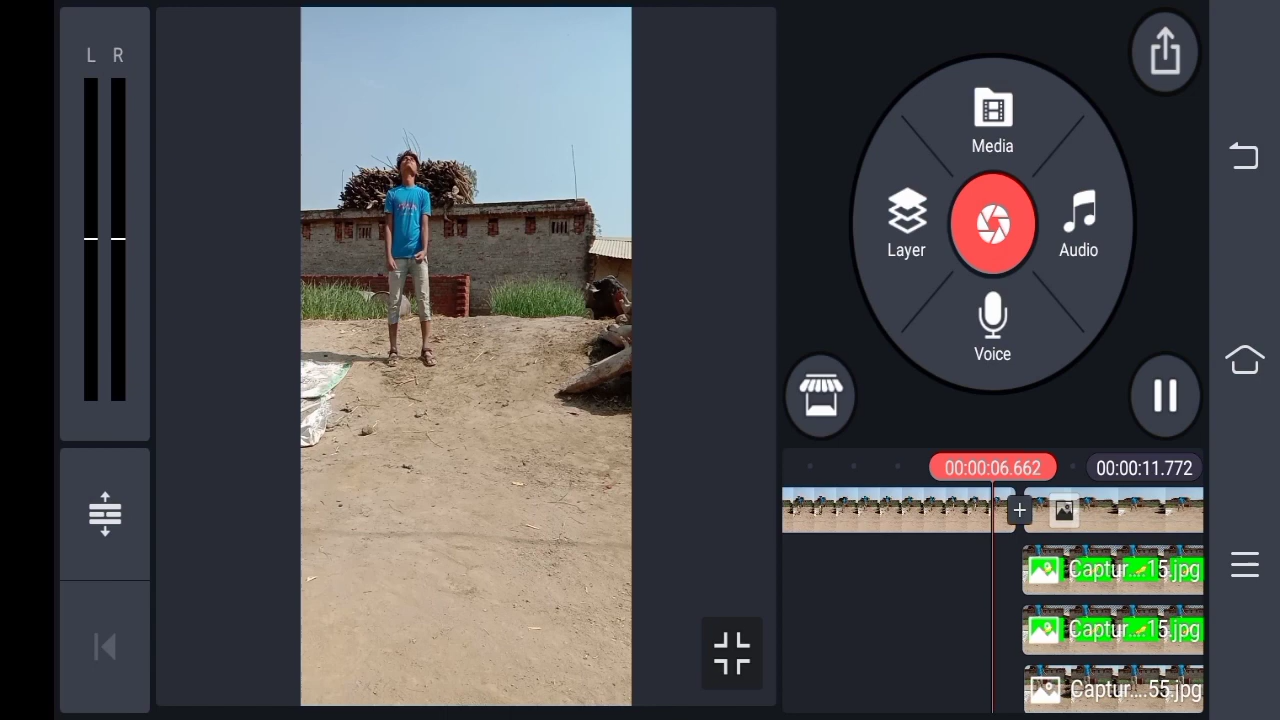 L R
Media
Layer
Audio
Voice
00:00:06.662
00:00:11.772
Captur...15.jpg
Captur...15.jpg
Captur....55.jpg